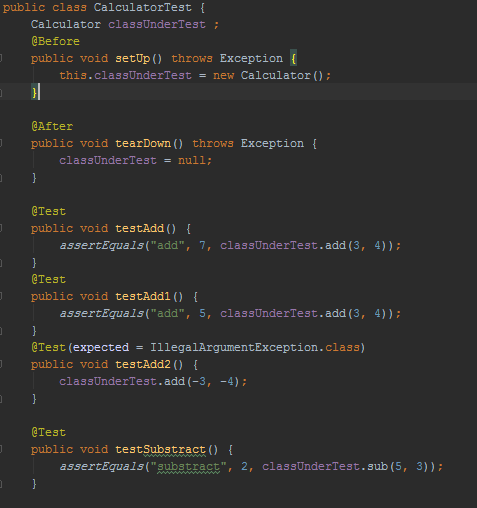 public class CalculatorTest {
    Calculator classUnderTest ;
    @Before
    public void setUp() throws Exception {
        this.classUnderTest = new Calculator();
    }
    @After
    public void tearDown() throws Exception {
        classUnderTest = null;
    }
    @Test
    public void testAdd() {
        assertEquals("add", 7, classUnderTest.add(3, 4));
    }
    @Test
    public void testAdd1() {
        assertEquals("add", 5, classUnderTest.add(3, 4));
    }
    @Test(expected = IllegalArgumentException.class)
    public void testAdd2() {
        classUnderTest.add(-3, -4);
    }
    @Test
    public void testSubstract() {
        assertEquals("substract", 2, classUnderTest.sub(5, 3));
    }